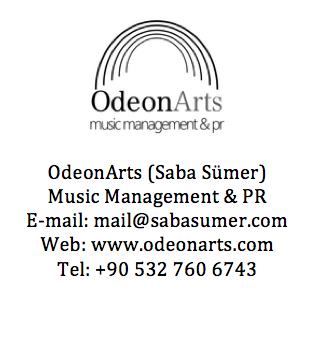 OdeonArts
music management & pr
OdeonArts (Saba Sümer)
Music Management & PR
E-mail: mail@sabasumer.com
Web: www.odeonarts.com
Tel: +90 532 760 6743